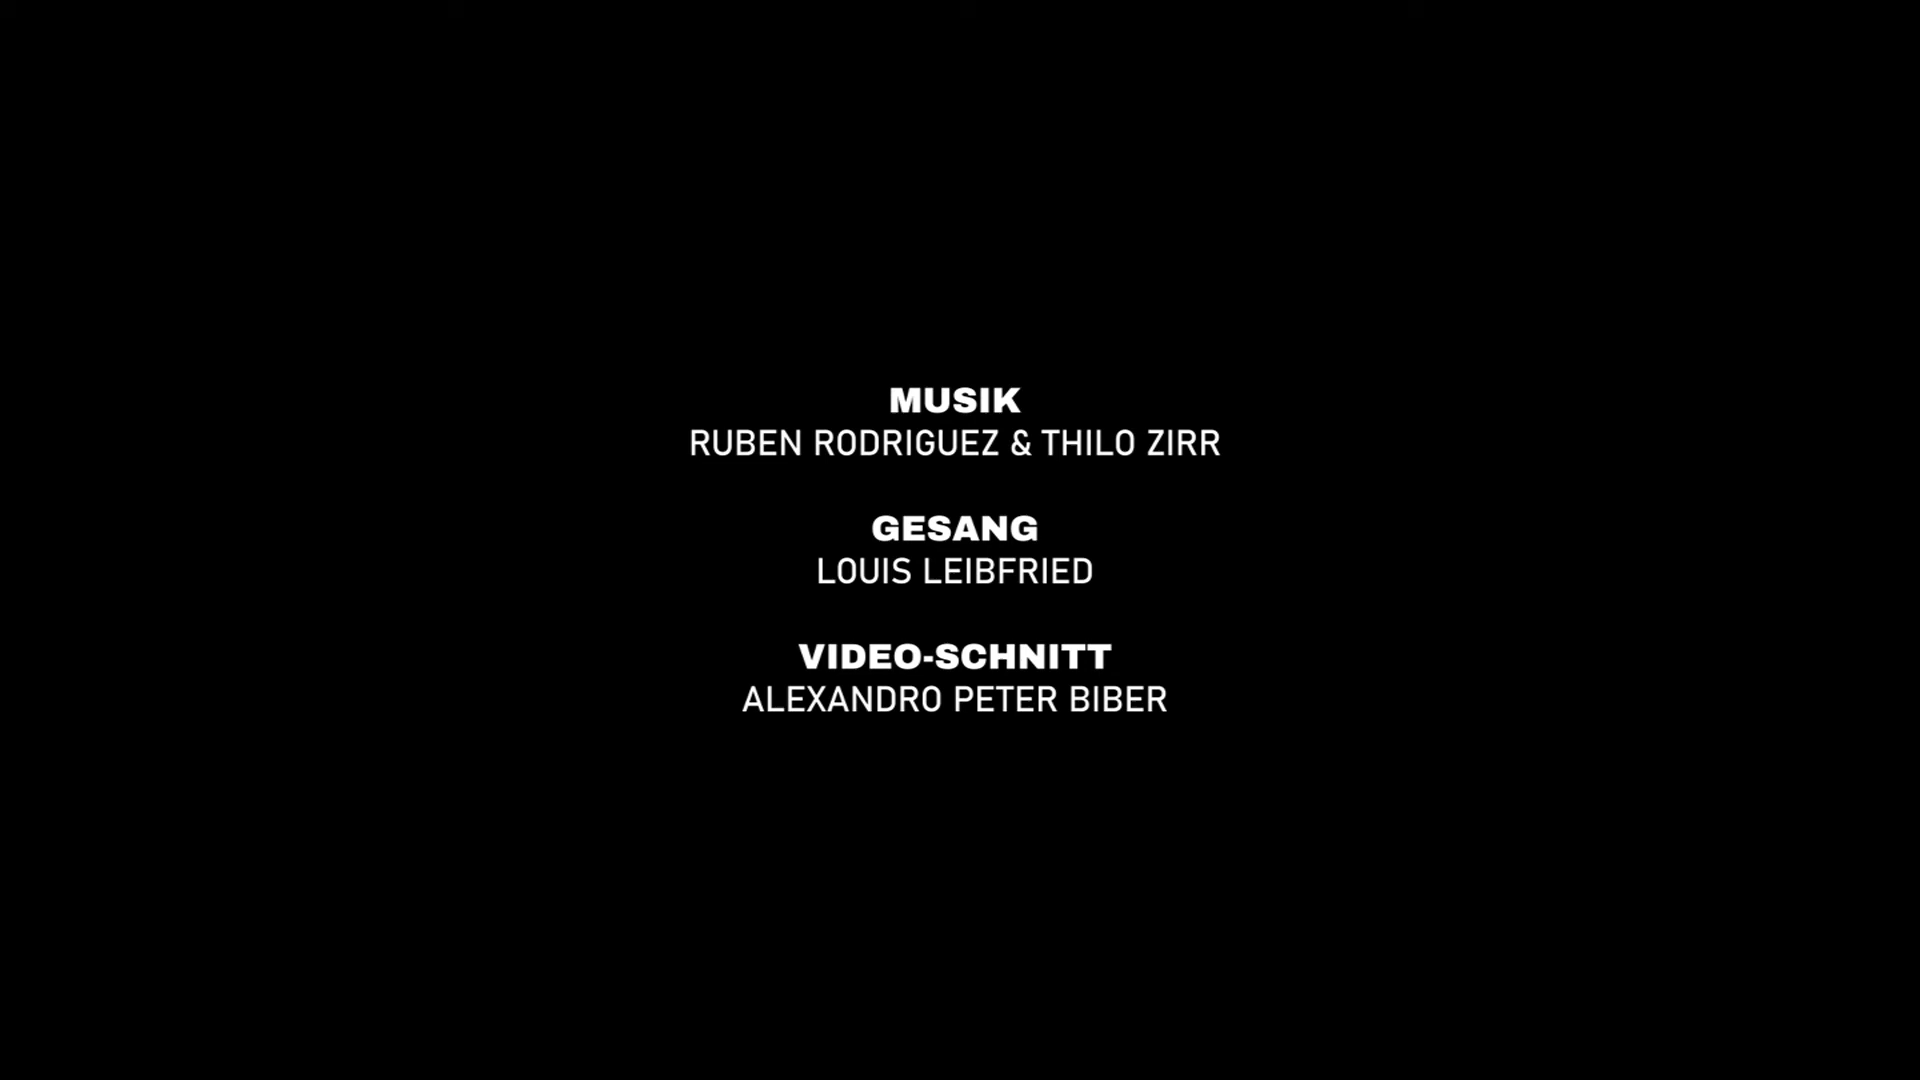 MUSIK
RUBEN RODRIGUEZ & THILO ZIRR
GESANG
LOUIS LEIBFRIED
VIDEO-SCHNITT
ALEXANDRO PETER BIBER